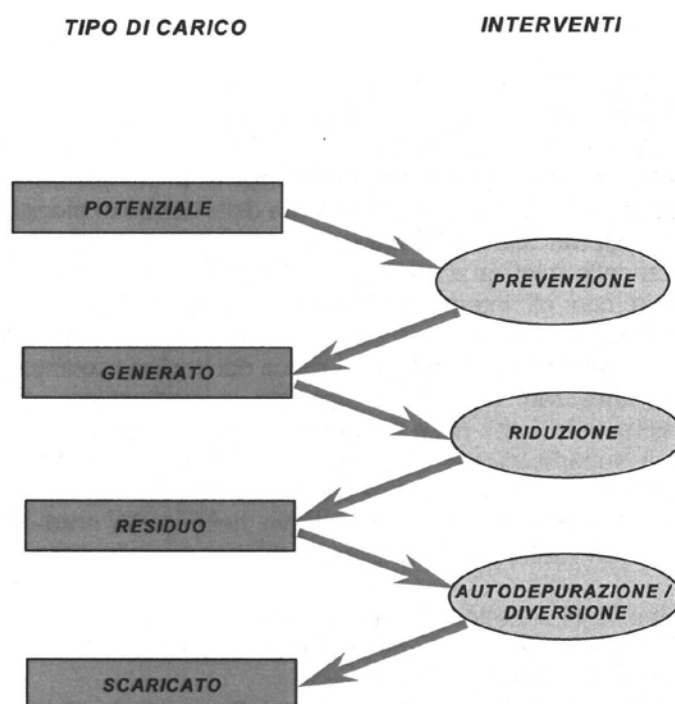 TIPO DI CARICO
INTERVENTI
POTENZIALE
PREVENZIONE
GENERATO
RIDUZIONE
RESIDUO
AUTODEPURAZIONE /
DIVERSIONE
SCARICATO